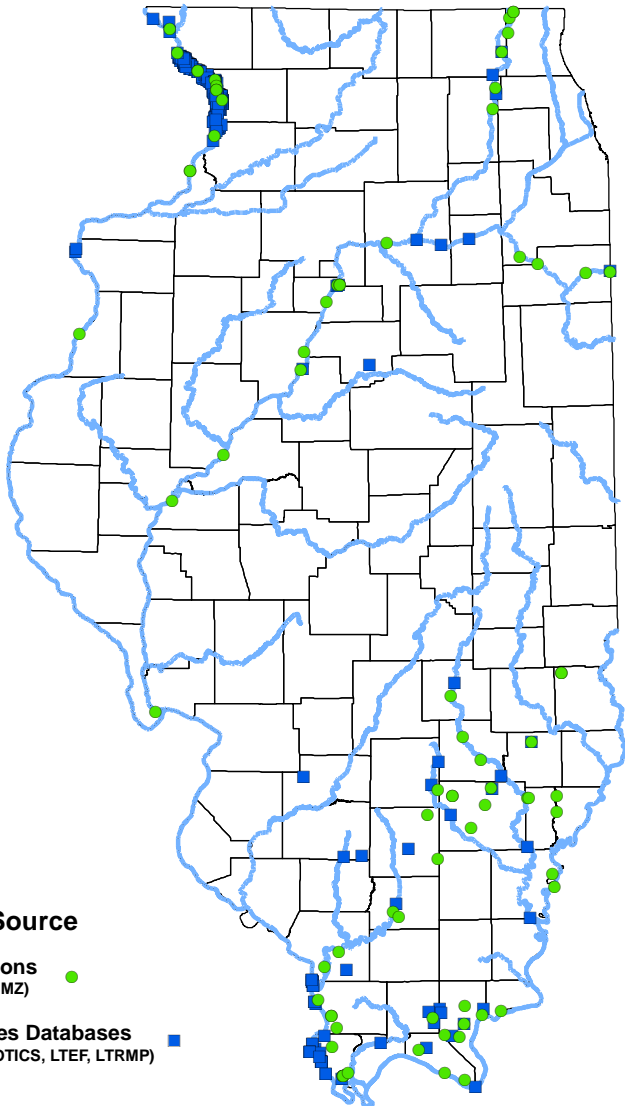 Source
ons
MZ)
es Databases
OTICS, LTEF, LTRMP)